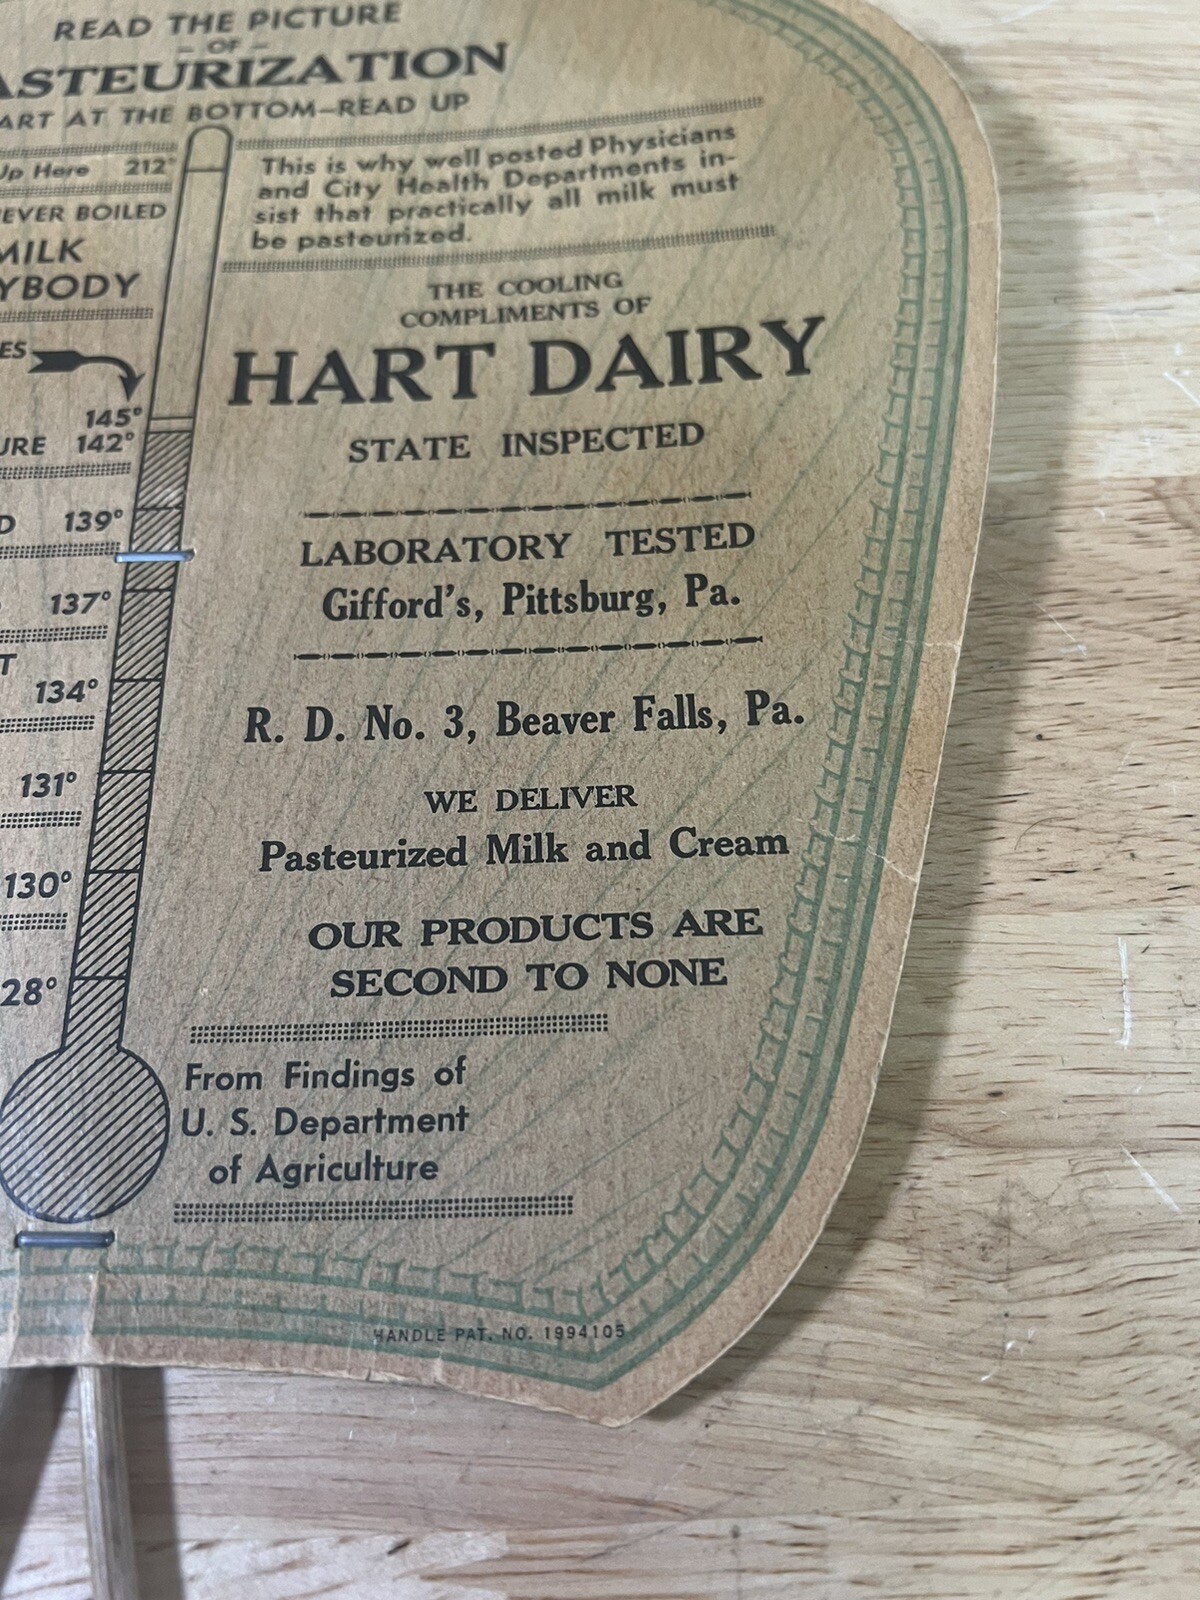 READ THE PICTURE
– OF –
ASTEURIZATION
ART AT THE BOTTOM—READ UP
Up Here 212°
EVER BOILED
MILK
YBODY
ES
145°
URE 142°
D 139°
137°
T
134°
131°
130°
28°
This is why well posted Physicians
and City Health Departments in-
sist that practically all milk must
be pasteurized.
THE COOLING
COMPLIMENTS OF
HART DAIRY
STATE INSPECTED
LABORATORY TESTED
Gifford's, Pittsburg, Pa.
R. D. No. 3, Beaver Falls, Pa.
WE DELIVER
Pasteurized Milk and Cream
OUR PRODUCTS ARE
SECOND TO NONE
From Findings of
U. S. Department
of Agriculture
HANDLE PAT. NO. 1994105